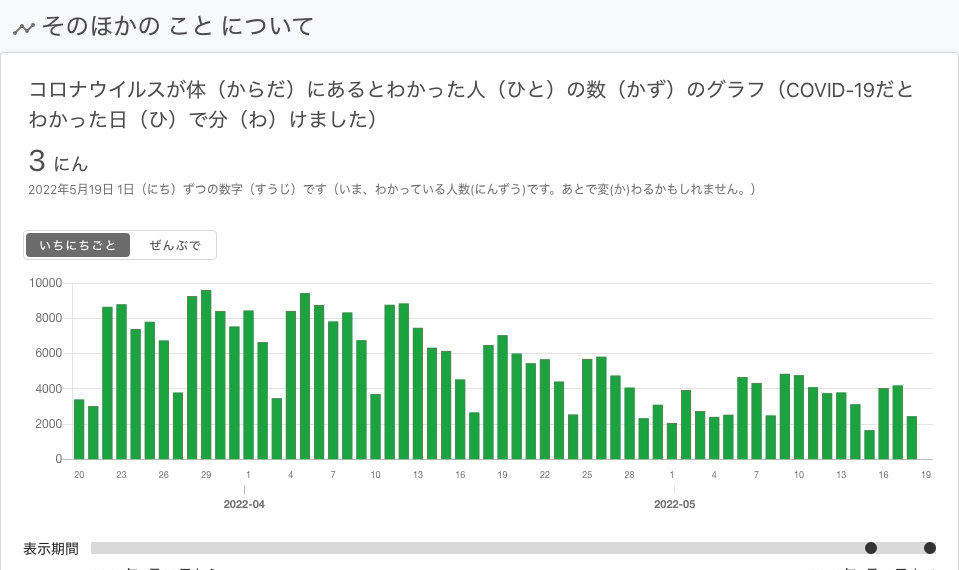 そのほかの こと について
コロナウイルスが体（からだ）にあるとわかった人（ひと）の数（かず）のグラフ（COVID-19だと
わかった日（ひ）で分（わ）けました）
3 にん
2022年5月19日 1日（にち）ずつの数字（すうじ）です（いま、わかっている人数(にんずう)です。あとで変(か)わるかもしれません。）
いちにちごと ぜんぶで
10000
8000
6000
4000
2000
0
20 23 26 29 1 4 7 10 13 16 19 22 25 28 1 4 7 10 13 16 19
2022-04 2022-05
表示期間